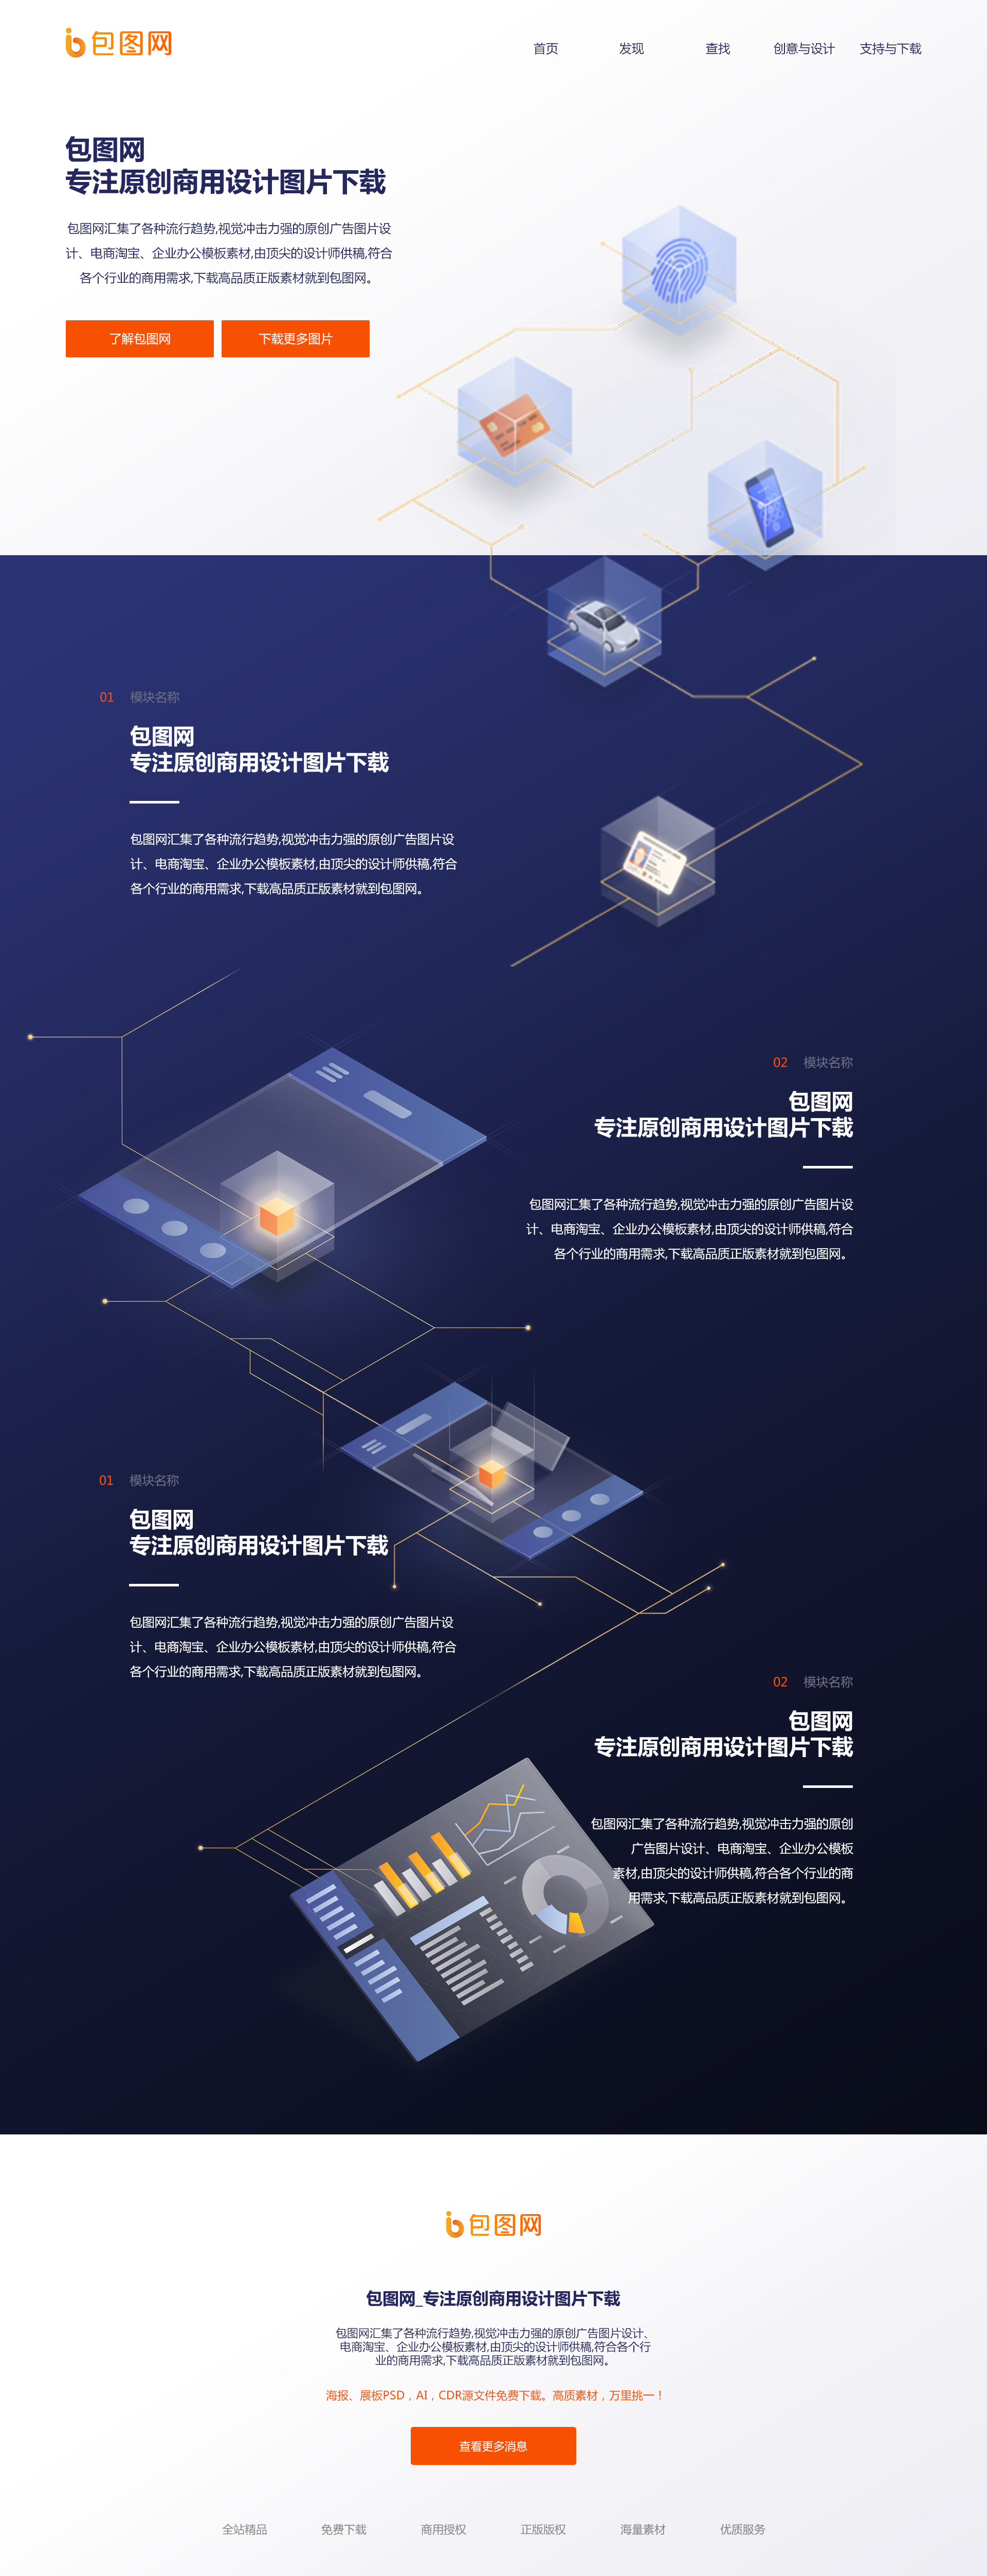 包图网
首页
发现
查找
创意与设计
支持与下载
包图网
专注原创商用设计图片下载
包图网汇集了各种流行趋势,视觉冲击力强的原创广告图片设
计、电商淘宝、企业办公模板素材,由顶尖的设计师供稿,符合
各个行业的商用需求,下载高品质正版素材就到包图网。
了解包图网
下载更多图片
01 模块名称
包图网
专注原创商用设计图片下载
包图网汇集了各种流行趋势,视觉冲击力强的原创广告图片设
计、电商淘宝、企业办公模板素材,由顶尖的设计师供稿,符合
各个行业的商用需求,下载高品质正版素材就到包图网。
02 模块名称
包图网
专注原创商用设计图片下载
包图网汇集了各种流行趋势,视觉冲击力强的原创广告图片设
计、电商淘宝、企业办公模板素材,由顶尖的设计师供稿,符合
各个行业的商用需求,下载高品质正版素材就到包图网。
01 模块名称
包图网
专注原创商用设计图片下载
包图网汇集了各种流行趋势,视觉冲击力强的原创广告图片设
计、电商淘宝、企业办公模板素材,由顶尖的设计师供稿,符合
各个行业的商用需求,下载高品质正版素材就到包图网。
02 模块名称
包图网
专注原创商用设计图片下载
包图网汇集了各种流行趋势,视觉冲击力强的原创
广告图片设计、电商淘宝、企业办公模板
素材,由顶尖的设计师供稿,符合各个行业的商
用需求,下载高品质正版素材就到包图网。
包图网
包图网_专注原创商用设计图片下载
包图网汇集了各种流行趋势,视觉冲击力强的原创广告图片设计、
电商淘宝、企业办公模板素材,由顶尖的设计师供稿,符合各个行
业的商用需求,下载高品质正版素材就到包图网。
海报、展板PSD，AI，CDR源文件免费下载。高质素材，万里挑一！
查看更多消息
全站精品
免费下载
商用授权
正版版权
海量素材
优质服务